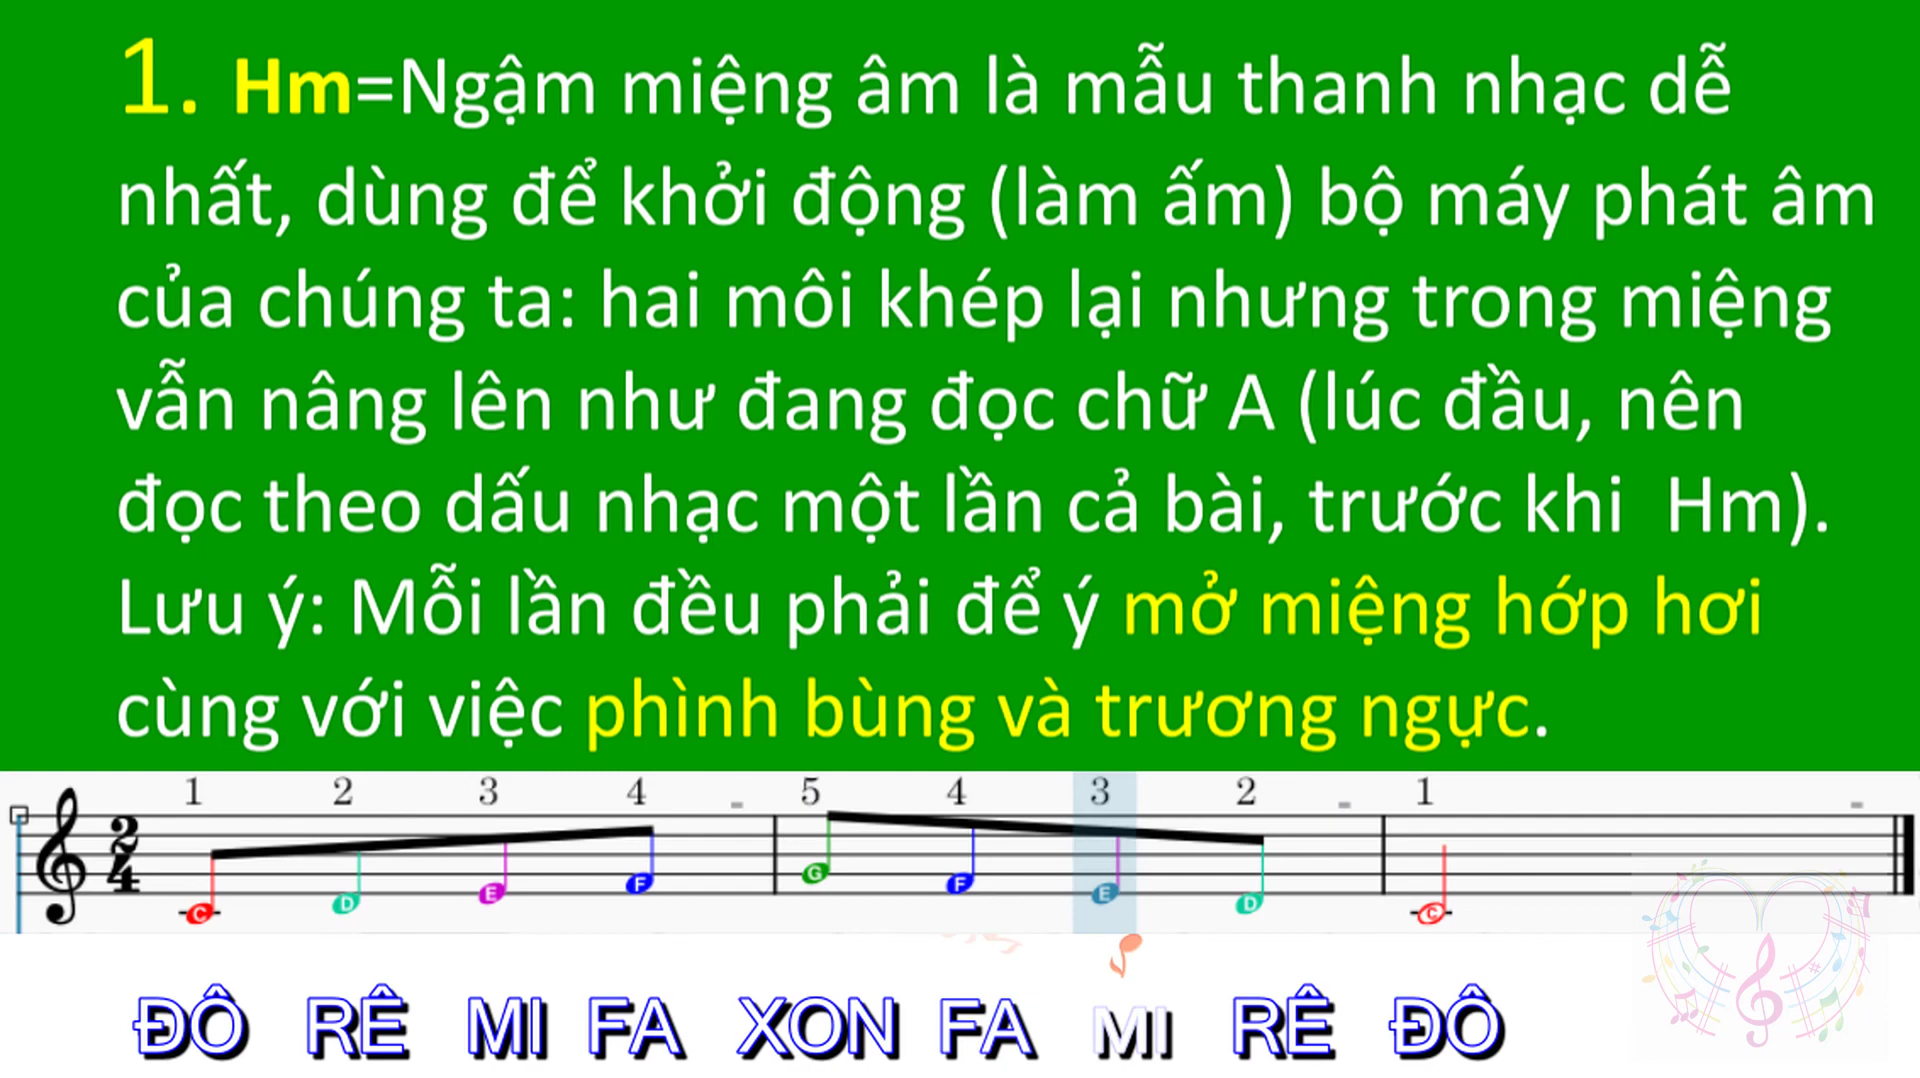 1. Hm=Ngậm miệng âm là mẫu thanh nhạc dễ
nhất, dùng để khởi động (làm ấm) bộ máy phát âm
của chúng ta: hai môi khép lại nhưng trong miệng
vẫn nâng lên như đang đọc chữ A (lúc đầu, nên
đọc theo dấu nhạc một lần cả bài, trước khi  Hm).
Lưu ý: Mỗi lần đều phải để ý mở miệng hớp hơi
cùng với việc phình bùng và trương ngực.
1 2 3 4 - 5 4 3 2 - 1 -
2
4
C D E F G F E D C
ĐÔ RÊ MI FA XON FA MI RÊ ĐÔ